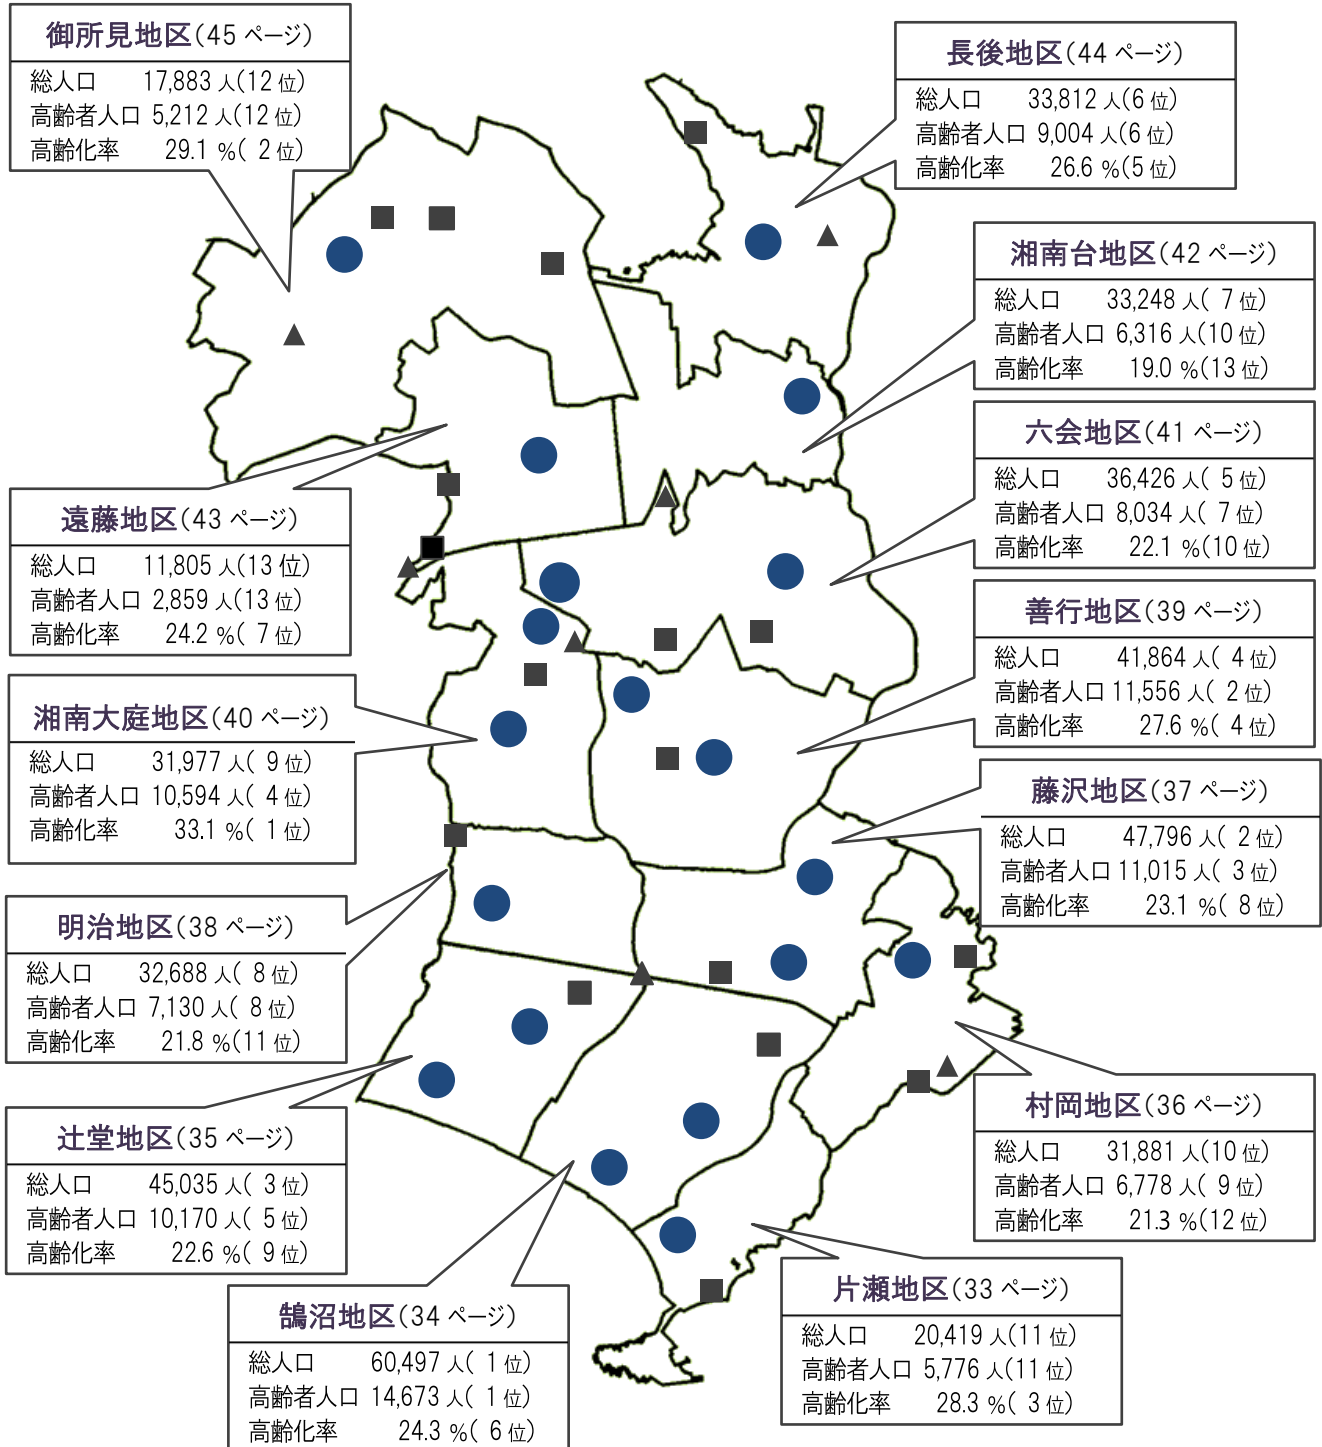 御所見地区(45 ページ)
総人口 17,883 人(12 位)
高齢者人口 5,212 人(12 位)
高齢化率 29.1 %( 2 位)
長後地区(44 ページ)
総人口 33,812 人(6 位)
高齢者人口 9,004 人(6 位)
高齢化率 26.6 %(5 位)
湘南台地区(42 ページ)
総人口 33,248 人( 7 位)
高齢者人口 6,316 人(10 位)
高齢化率 19.0 %(13 位)
六会地区(41 ページ)
総人口 36,426 人( 5 位)
高齢者人口 8,034 人( 7 位)
高齢化率 22.1 %(10 位)
遠藤地区(43 ページ)
総人口 11,805 人(13 位)
高齢者人口 2,859 人(13 位)
高齢化率 24.2 %( 7 位)
善行地区(39 ページ)
総人口 41,864 人( 4 位)
高齢者人口 11,556 人( 2 位)
高齢化率 27.6 %( 4 位)
湘南大庭地区(40 ページ)
総人口 31,977 人( 9 位)
高齢者人口 10,594 人( 4 位)
高齢化率 33.1 %( 1 位)
藤沢地区(37 ページ)
総人口 47,796 人( 2 位)
高齢者人口 11,015 人( 3 位)
高齢化率 23.1 %( 8 位)
明治地区(38 ページ)
総人口 32,688 人( 8 位)
高齢者人口 7,130 人( 8 位)
高齢化率 21.8 %(11 位)
村岡地区(36 ページ)
総人口 31,881 人(10 位)
高齢者人口 6,778 人( 9 位)
高齢化率 21.3 %(12 位)
辻堂地区(35 ページ)
総人口 45,035 人( 3 位)
高齢者人口 10,170 人( 5 位)
高齢化率 22.6 %( 9 位)
片瀬地区(33 ページ)
総人口 20,419 人(11 位)
高齢者人口 5,776 人(11 位)
高齢化率 28.3 %( 3 位)
鵠沼地区(34 ページ)
総人口 60,497 人( 1 位)
高齢者人口 14,673 人( 1 位)
高齢化率 24.3 %( 6 位)